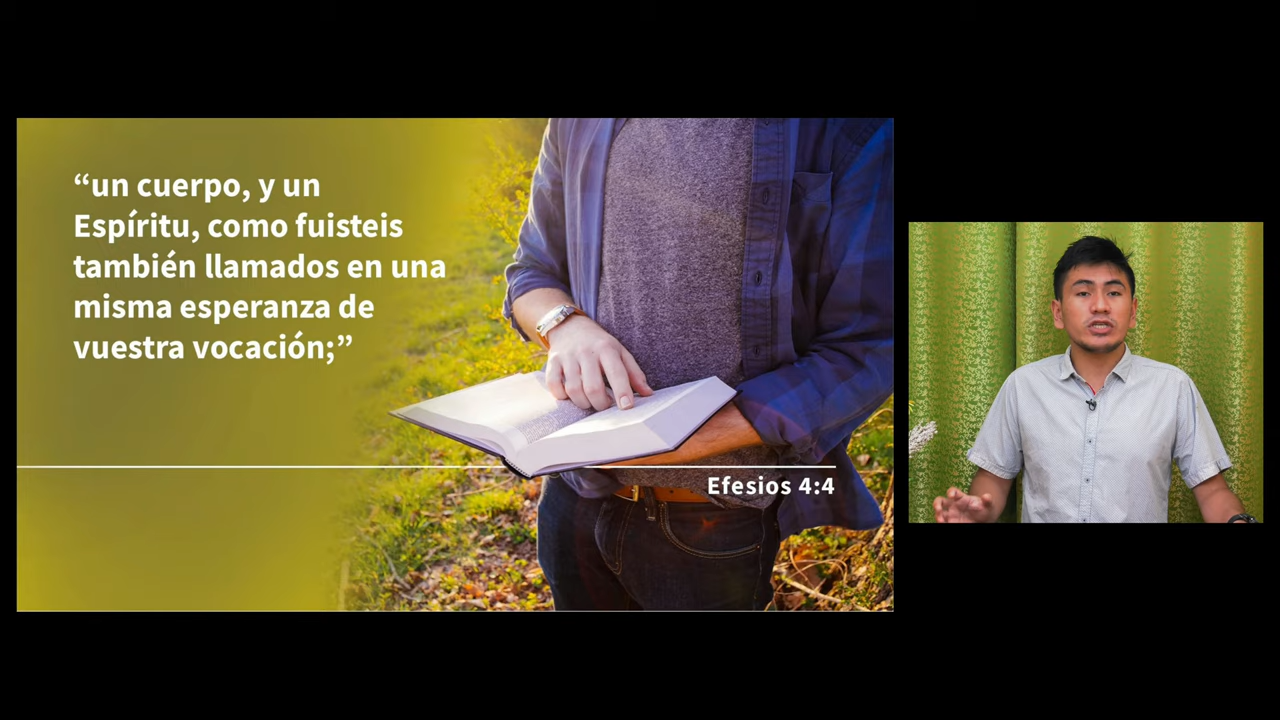 “un cuerpo, y un
Espíritu, como fuisteis
también llamados en una
misma esperanza de
vuestra vocación;”
Efesios 4:4